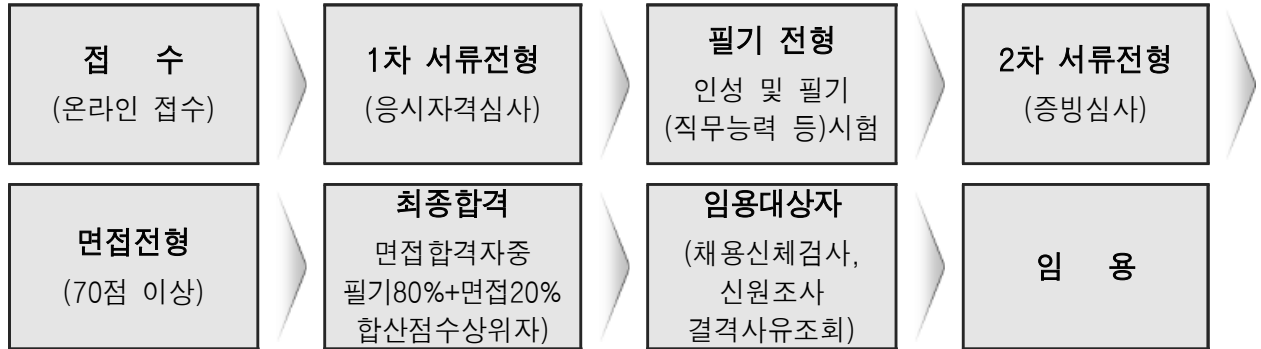 접 수
(온라인 접수)
1차 서류전형
(응시자격심사)
필기 전형
인성 및 필기
(직무능력 등)시험
2차 서류전형
(증빙심사)
면접전형
(70점 이상)
최종합격
면접합격자중
필기80%+면접20%
합산점수상위자)
임용대상자
(채용신체검사,
신원조사
결격사유조회)
임 용